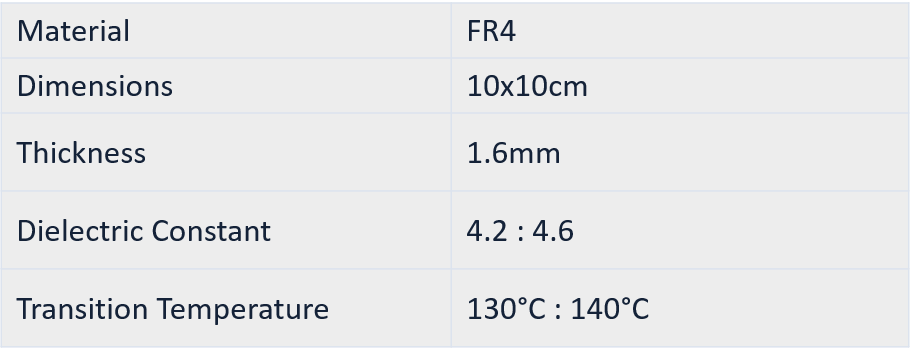 Material FR4
Dimensions 10x10cm
Thickness 1.6mm
Dielectric Constant 4.2 : 4.6
Transition Temperature 130°C : 140°C